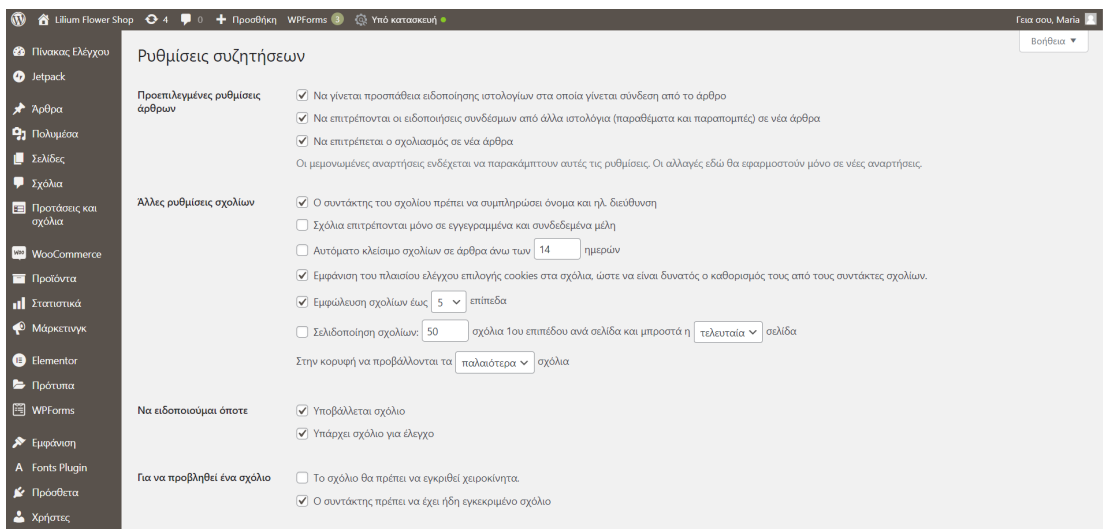 Lilium Flower Shop 4 0 Προσθήκη WPForms 3 Υπό κατασκευή Γεια σου, Maria
Βοήθεια
Πίνακας Ελέγχου
Jetpack
Άρθρα
Πολυμέσα
Σελίδες
Σχόλια
Προτάσεις και
σχόλια
WooCommerce
Προϊόντα
Στατιστικά
Μάρκετινγκ
Elementor
Πρότυπα
WPForms
Εμφάνιση
Fonts Plugin
Πρόσθετα
Χρήστες
Ρυθμίσεις συζητήσεων
Προεπιλεγμένες ρυθμίσεις
άρθρων
Να γίνεται προσπάθεια ειδοποίησης ιστολογίων στα οποία γίνεται σύνδεση από το άρθρο
Να επιτρέπονται οι ειδοποιήσεις συνδέσμων από άλλα ιστολόγια (παραθέματα και παραπομπές) σε νέα άρθρα
Να επιτρέπεται ο σχολιασμός σε νέα άρθρα
Οι μεμονωμένες αναρτήσεις ενδέχεται να παρακάμπτουν αυτές τις ρυθμίσεις. Οι αλλαγές εδώ θα εφαρμοστούν μόνο σε νέες αναρτήσεις.
Άλλες ρυθμίσεις σχολίων
Ο συντάκτης του σχολίου πρέπει να συμπληρώσει όνομα και ηλ. διεύθυνση
Σχόλια επιτρέπονται μόνο σε εγγεγραμμένα και συνδεδεμένα μέλη
Αυτόματο κλείσιμο σχολίων σε άρθρα άνω των 14 ημερών
Εμφάνιση του πλαισίου ελέγχου επιλογής cookies στα σχόλια, ώστε να είναι δυνατός ο καθορισμός τους από τους συντάκτες σχολίων.
Εμφώλευση σχολίων έως 5 επίπεδα
Σελιδοποίηση σχολίων: 50 σχόλια 1ου επιπέδου ανά σελίδα και μπροστά η τελευταία σελίδα
Στην κορυφή να προβάλλονται τα παλαιότερα σχόλια
Να ειδοποιούμαι όποτε
Υποβάλλεται σχόλιο
Υπάρχει σχόλιο για έλεγχο
Για να προβληθεί ένα σχόλιο
Το σχόλιο θα πρέπει να εγκριθεί χειροκίνητα.
Ο συντάκτης πρέπει να έχει ήδη εγκεκριμένο σχόλιο